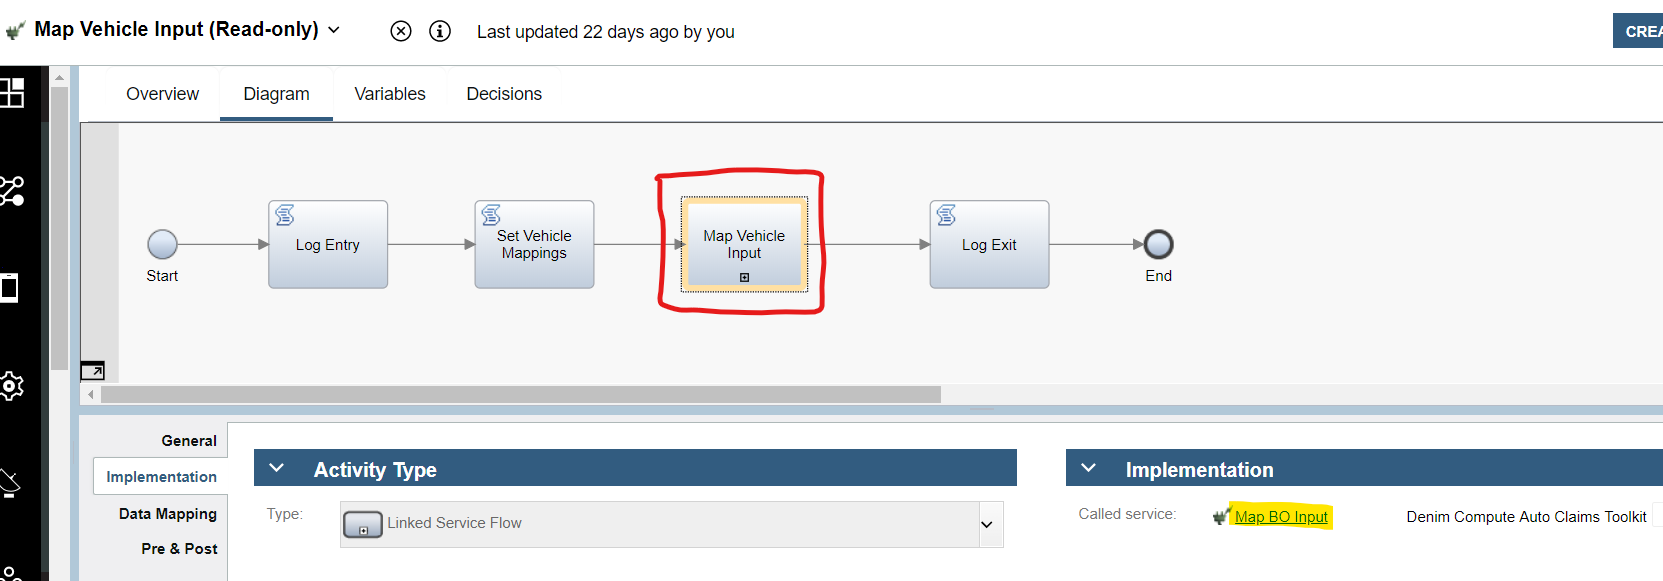 Map Vehicle Input (Read-only)
Last updated 22 days ago by you
CREA
Overview
Diagram
Variables
Decisions
Start
Log Entry
Set Vehicle
Mappings
Map Vehicle
Input
Log Exit
End
General
Implementation
Data Mapping
Pre & Post
Activity Type
Type:
Linked Service Flow
Implementation
Called service:
Map BO Input
Denim Compute Auto Claims Toolkit